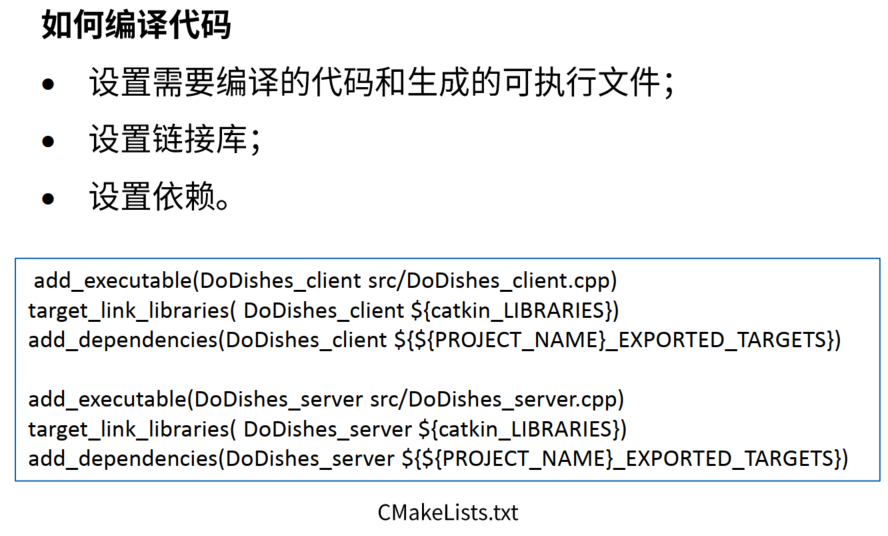 如何编译代码
• 设置需要编译的代码和生成的可执行文件；
• 设置链接库；
• 设置依赖。
add_executable(DoDishes_client src/DoDishes_client.cpp)
target_link_libraries( DoDishes_client ${catkin_LIBRARIES})
add_dependencies(DoDishes_client ${${PROJECT_NAME}_EXPORTED_TARGETS})
add_executable(DoDishes_server src/DoDishes_server.cpp)
target_link_libraries( DoDishes_server ${catkin_LIBRARIES})
add_dependencies(DoDishes_server ${${PROJECT_NAME}_EXPORTED_TARGETS})
CMakeLists.txt